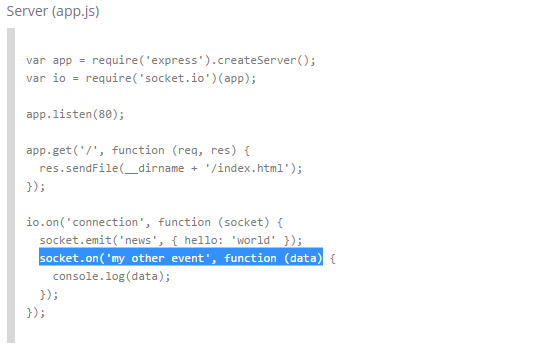 Server (app.js)
var app = require('express').createServer();
var io = require('socket.io')(app);
app.listen(80);
app.get('/', function (req, res) {
  res.sendFile(__dirname + '/index.html');
});
io.on('connection', function (socket) {
  socket.emit('news', { hello: 'world' });
  socket.on('my other event', function (data) {
    console.log(data);
  });
});